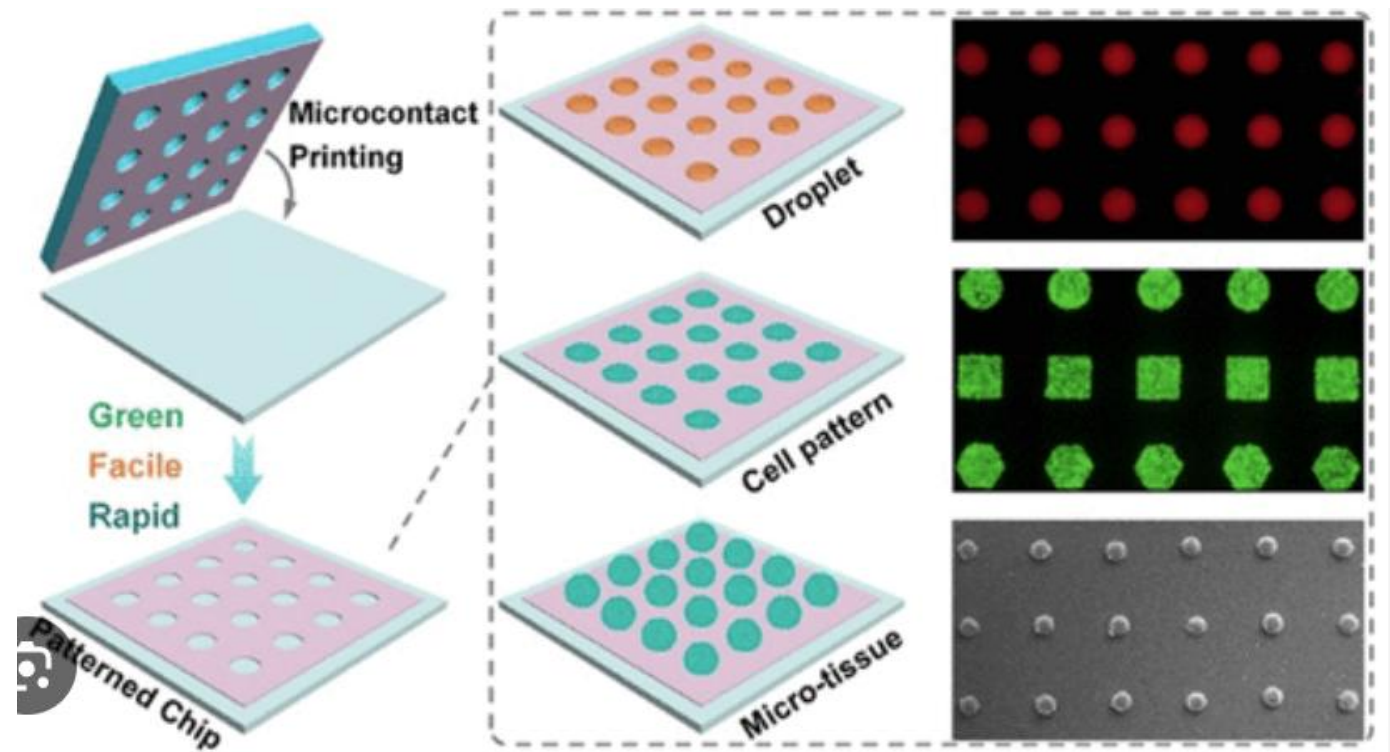 Microcontact
Printing
Green
Facile
Rapid
Patterned Chip
Droplet
Cell pattern
Micro-tissue